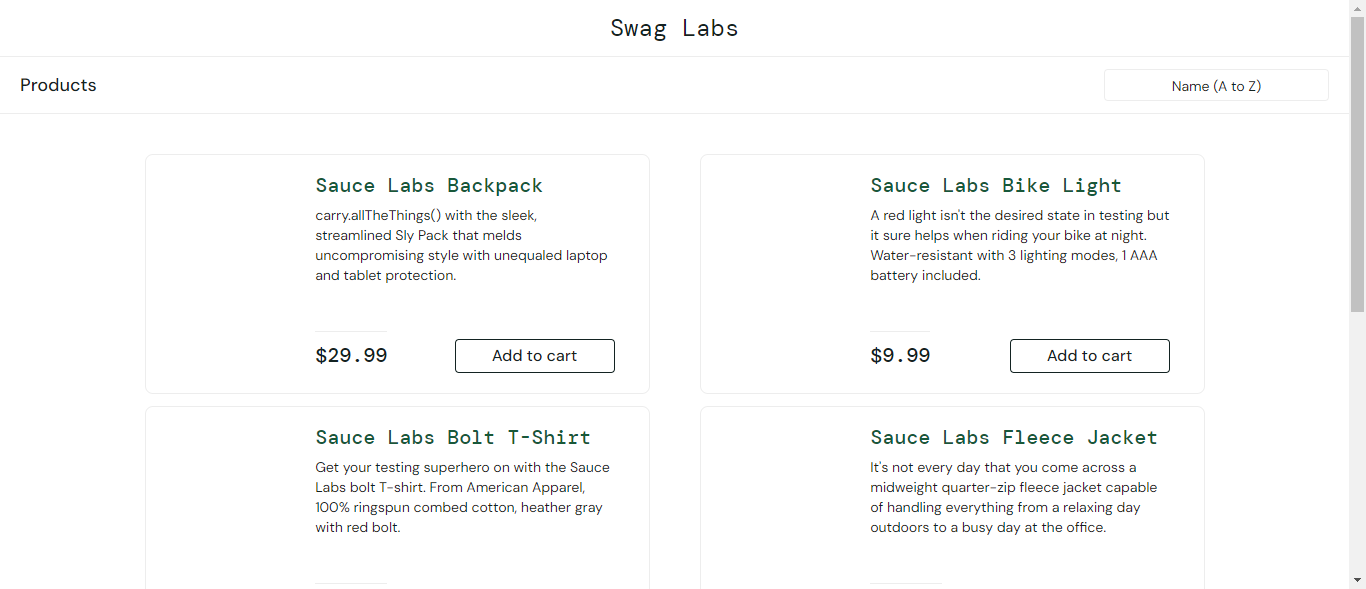 Swag Labs
Products
Name (A to Z)
Sauce Labs Backpack
carry.allTheThings() with the sleek,
streamlined Sly Pack that melds
uncompromising style with unequaled laptop
and tablet protection.
$29.99
Add to cart
Sauce Labs Bike Light
A red light isn't the desired state in testing but
it sure helps when riding your bike at night.
Water-resistant with 3 lighting modes, 1 AAA
battery included.
$9.99
Add to cart
Sauce Labs Bolt T-Shirt
Get your testing superhero on with the Sauce
Labs bolt T-shirt. From American Apparel,
100% ringspun combed cotton, heather gray
with red bolt.
Sauce Labs Fleece Jacket
It's not every day that you come across a
midweight quarter-zip fleece jacket capable
of handling everything from a relaxing day
outdoors to a busy day at the office.